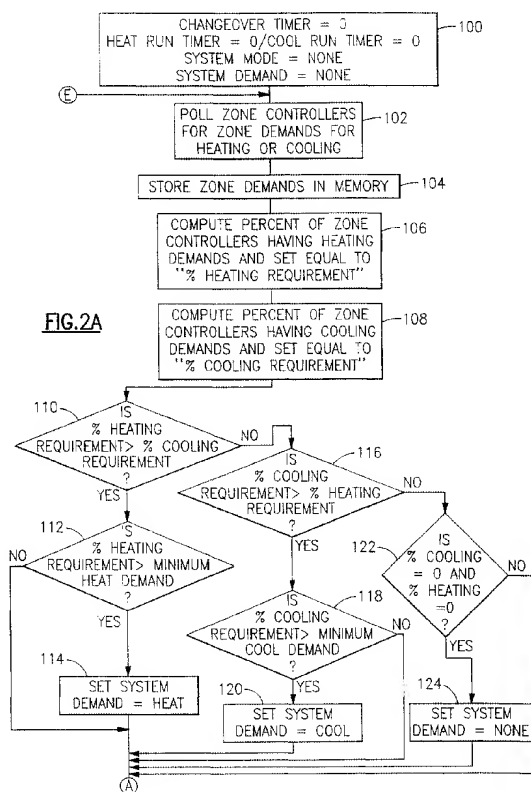 CHANGEOVER TIMER = 0
HEAT RUN TIMER = 0/COOL RUN TIMER = 0
SYSTEM MODE = NONE
SYSTEM DEMAND = NONE
100
E
POLL ZONE CONTROLLERS
FOR ZONE DEMANDS FOR
HEATING OR COOLING
102
STORE ZONE DEMANDS IN MEMORY
104
COMPUTE PERCENT OF ZONE
CONTROLLERS HAVING HEATING
DEMANDS AND SET EQUAL TO
"% HEATING REQUIREMENT"
106
FIG.2A
COMPUTE PERCENT OF ZONE
CONTROLLERS HAVING COOLING
DEMANDS AND SET EQUAL TO
"% COOLING REQUIREMENT"
108
110
IS
% HEATING
REQUIREMENT> % COOLING
REQUIREMENT
?
NO
YES
116
IS
% COOLING
REQUIREMENT> % HEATING
REQUIREMENT
?
NO
YES
112
IS
% HEATING
REQUIREMENT> MINIMUM
HEAT DEMAND
?
NO
YES
122
IS
% COOLING
= 0 AND
% HEATING
=0
?
NO
YES
118
IS
% COOLING
REQUIREMENT> MINIMUM
COOL DEMAND
?
NO
YES
114
SET SYSTEM
DEMAND = HEAT
120
SET SYSTEM
DEMAND = COOL
124
SET SYSTEM
DEMAND = NONE
A